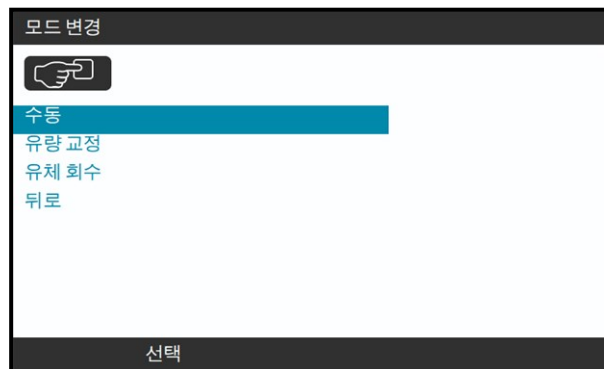 모드 변경
수동
유량 교정
유체 회수
뒤로
선택